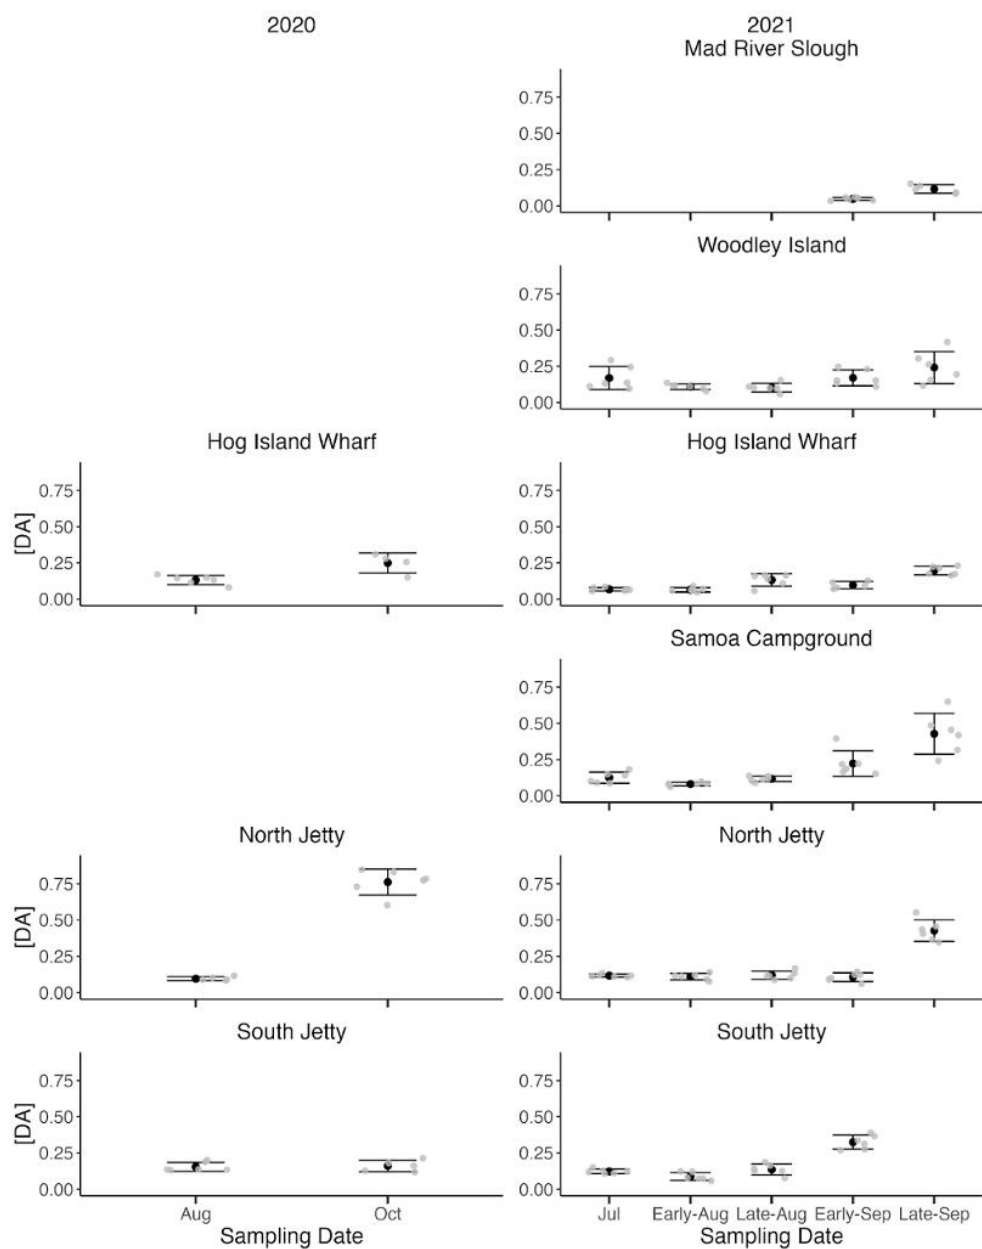 2020
2021
Mad River Slough
0.75
0.50
0.25
0.00
Woodley Island
0.75
0.50
0.25
0.00
Hog Island Wharf
[DA]
0.75
0.50
0.25
0.00
Hog Island Wharf
0.75
0.50
0.25
0.00
Samoa Campground
0.75
0.50
0.25
0.00
North Jetty
[DA]
0.75
0.50
0.25
0.00
North Jetty
0.75
0.50
0.25
0.00
South Jetty
[DA]
0.75
0.50
0.25
0.00
Aug Oct
Sampling Date
South Jetty
0.75
0.50
0.25
0.00
Jul Early-Aug Late-Aug Early-Sep Late-Sep
Sampling Date